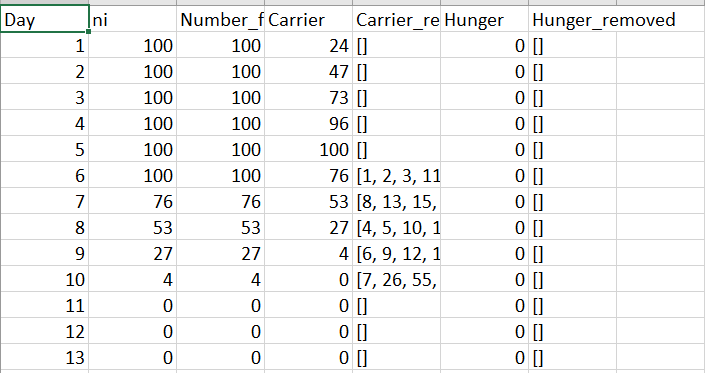 Day ni Number_f Carrier Carrier_re Hunger Hunger_removed
1 100 100 24 [] 0 []
2 100 100 47 [] 0 []
3 100 100 73 [] 0 []
4 100 100 96 [] 0 []
5 100 100 100 [] 0 []
6 100 100 76 [1, 2, 3, 11 0 []
7 76 76 53 [8, 13, 15, 0 []
8 53 53 27 [4, 5, 10, 1 0 []
9 27 27 4 [6, 9, 12, 1 0 []
10 4 4 0 [7, 26, 55, 0 []
11 0 0 0 [] 0 []
12 0 0 0 [] 0 []
13 0 0 0 [] 0 []